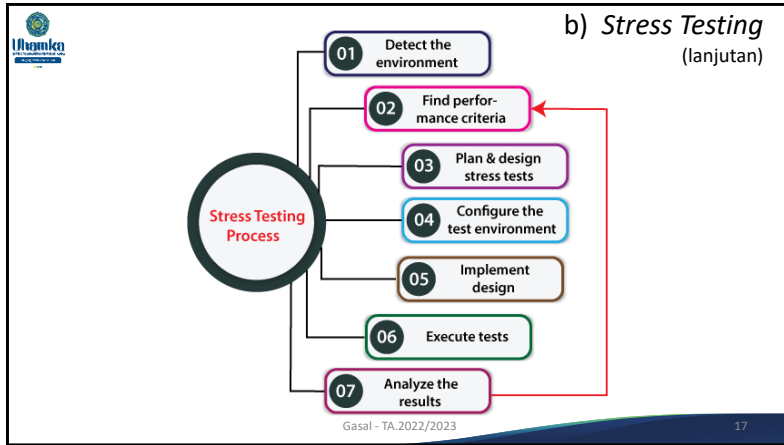 Uhamka
b) Stress Testing
(lanjutan)
01
Detect the
environment
02
Find perfor-
mance criteria
03
Plan & design
stress tests
Stress Testing
Process
04
Configure the
test environment
05
Implement
design
06
Execute tests
07
Analyze the
results
Gasal - TA.2022/2023
17